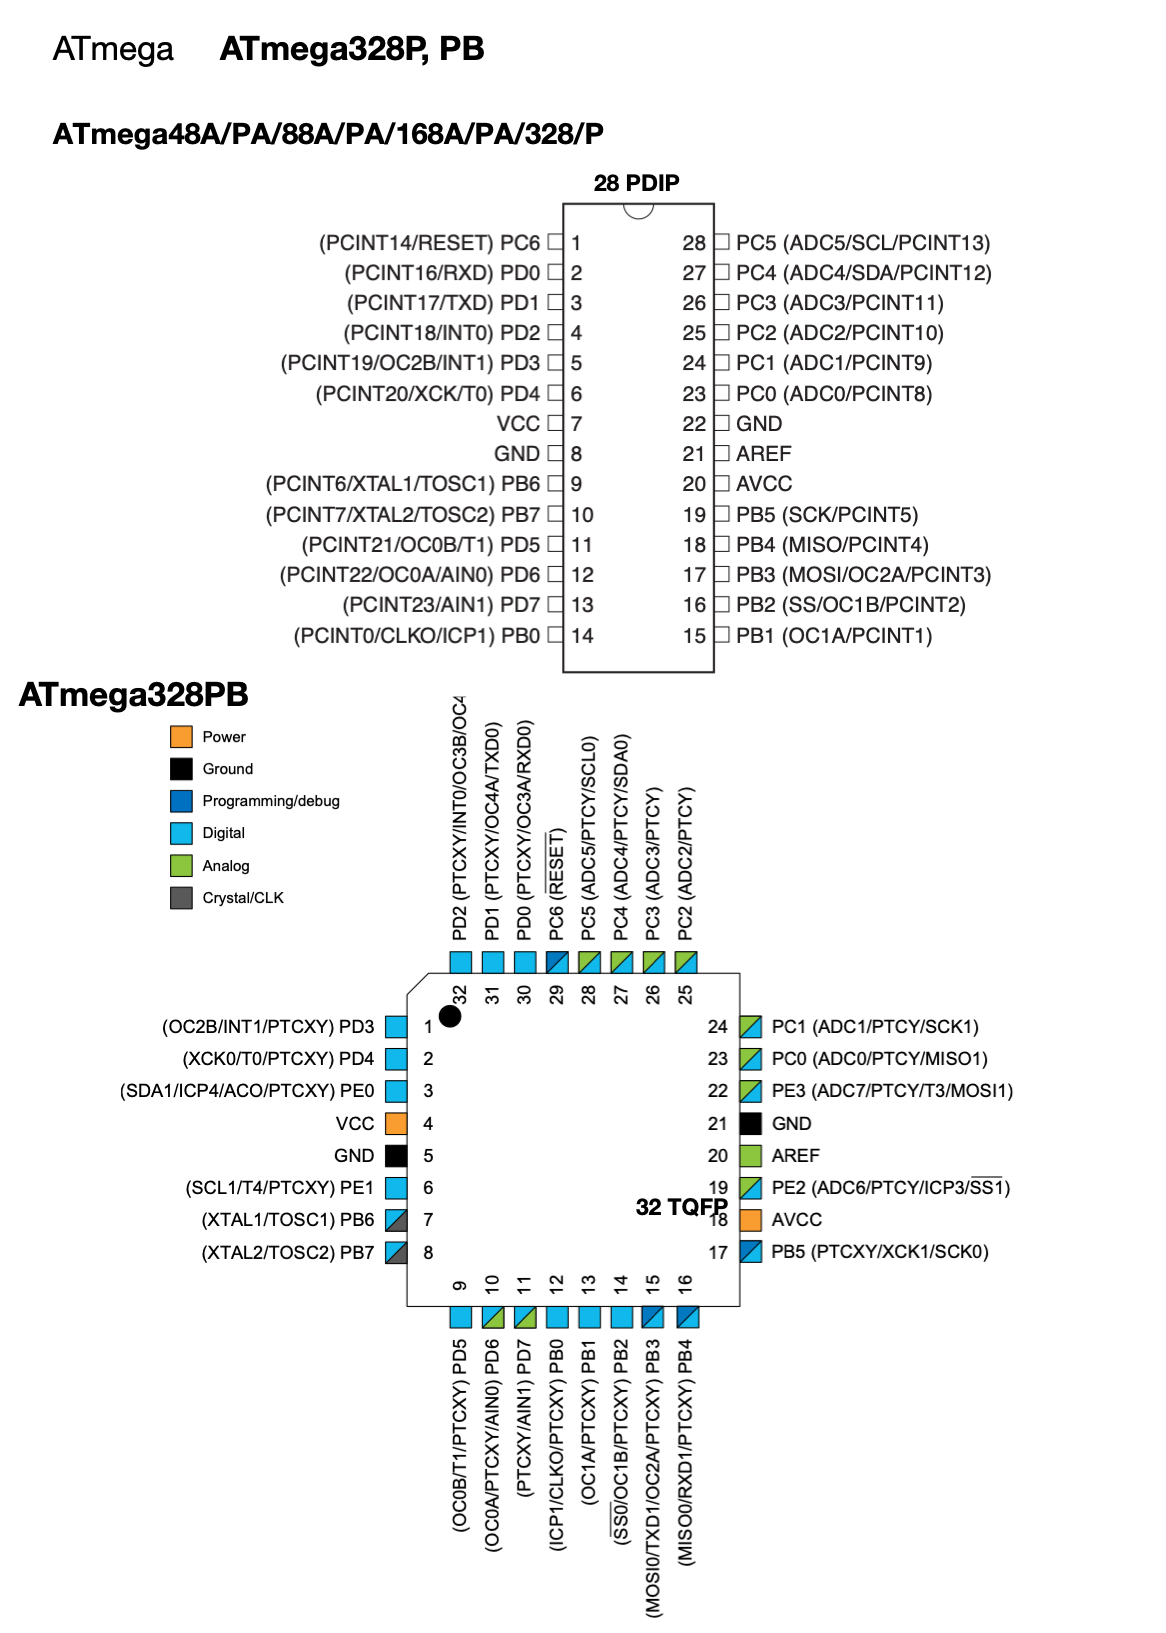 ATmega ATmega328P, PB
ATmega48A/PA/88A/PA/168A/PA/328/P
28 PDIP
(PCINT14/RESET) PC6 1 28 PC5 (ADC5/SCL/PCINT13)
(PCINT16/RXD) PD0 2 27 PC4 (ADC4/SDA/PCINT12)
(PCINT17/TXD) PD1 3 26 PC3 (ADC3/PCINT11)
(PCINT18/INT0) PD2 4 25 PC2 (ADC2/PCINT10)
(PCINT19/OC2B/INT1) PD3 5 24 PC1 (ADC1/PCINT9)
(PCINT20/XCK/T0) PD4 6 23 PC0 (ADC0/PCINT8)
VCC 7 22 GND
GND 8 21 AREF
(PCINT6/XTAL1/TOSC1) PB6 9 20 AVCC
(PCINT7/XTAL2/TOSC2) PB7 10 19 PB5 (SCK/PCINT5)
(PCINT21/OC0B/T1) PD5 11 18 PB4 (MISO/PCINT4)
(PCINT22/OC0A/AIN0) PD6 12 17 PB3 (MOSI/OC2A/PCINT3)
(PCINT23/AIN1) PD7 13 16 PB2 (SS/OC1B/PCINT2)
(PCINT0/CLKO/ICP1) PB0 14 15 PB1 (OC1A/PCINT1)
ATmega328PB
Power
Ground
Programming/debug
Digital
Analog
Crystal/CLK
PD2 (PTCXY/INT0/OC3B/OC4
PD1 (PTCXY/OC4A/TXD0)
PD0 (PTCXY/OC3A/RXD0)
PC6 (RESET)
PC5 (ADC5/PTCY/SCL0)
PC4 (ADC4/PTCY/SDA0)
PC3 (ADC3/PTCY)
PC2 (ADC2/PTCY)
32 31 30 29 28 27 26 25
(OC2B/INT1/PTCXY) PD3 1 24 PC1 (ADC1/PTCY/SCK1)
(XCK0/T0/PTCXY) PD4 2 23 PC0 (ADC0/PTCY/MISO1)
(SDA1/ICP4/ACO/PTCXY) PE0 3 22 PE3 (ADC7/PTCY/T3/MOSI1)
VCC 4 21 GND
GND 5 20 AREF
(SCL1/T4/PTCXY) PE1 6 19 PE2 (ADC6/PTCY/ICP3/SS1)
32 TQFP
(XTAL1/TOSC1) PB6 7 18 AVCC
(XTAL2/TOSC2) PB7 8 17 PB5 (PTCXY/XCK1/SCK0)
9 10 11 12 13 14 15 16
(OC0B/T1/PTCXY) PD5
(OC0A/PTCXY/AIN0) PD6
(PTCXY/AIN1) PD7
(ICP1/CLKO/PTCXY) PB0
(OC1A/PTCXY) PB1
(SS0/OC1B/PTCXY) PB2
(MOSI0/TXD1/OC2A/PTCXY) PB3
(MISO0/RXD1/PTCXY) PB4